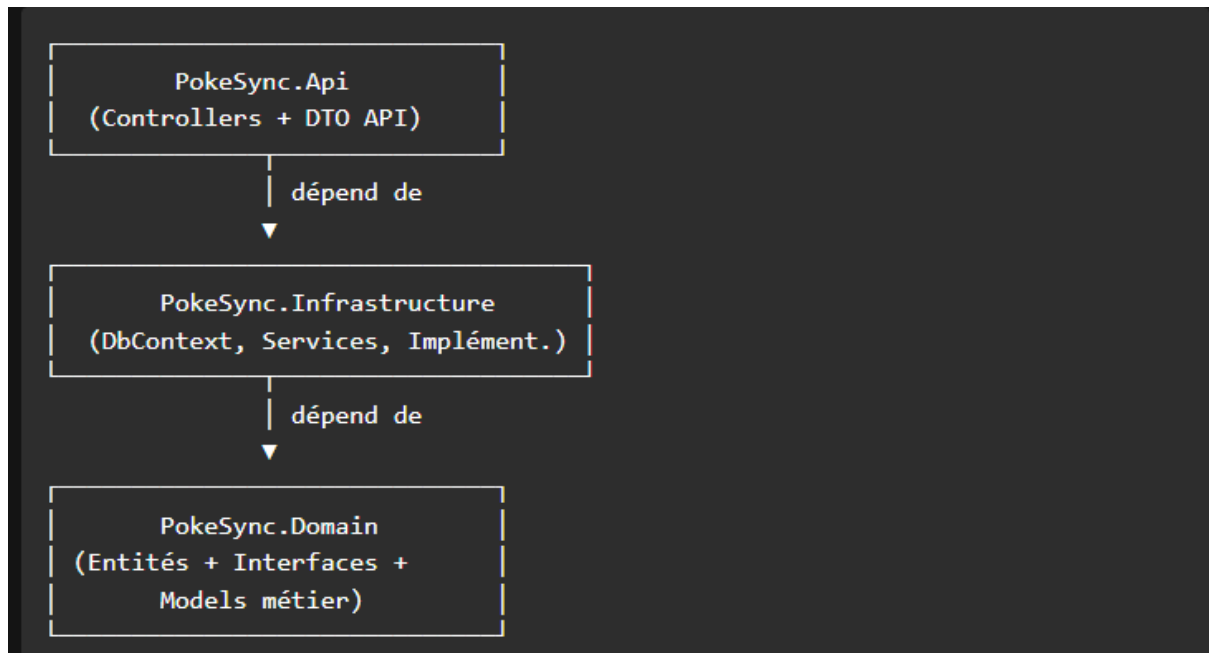 PokeSync.Api
(Controllers + DTO API)
dépend de
▼
PokeSync.Infrastructure
(DbContext, Services, Implément.)
dépend de
▼
PokeSync.Domain
(Entités + Interfaces +
Models métier)